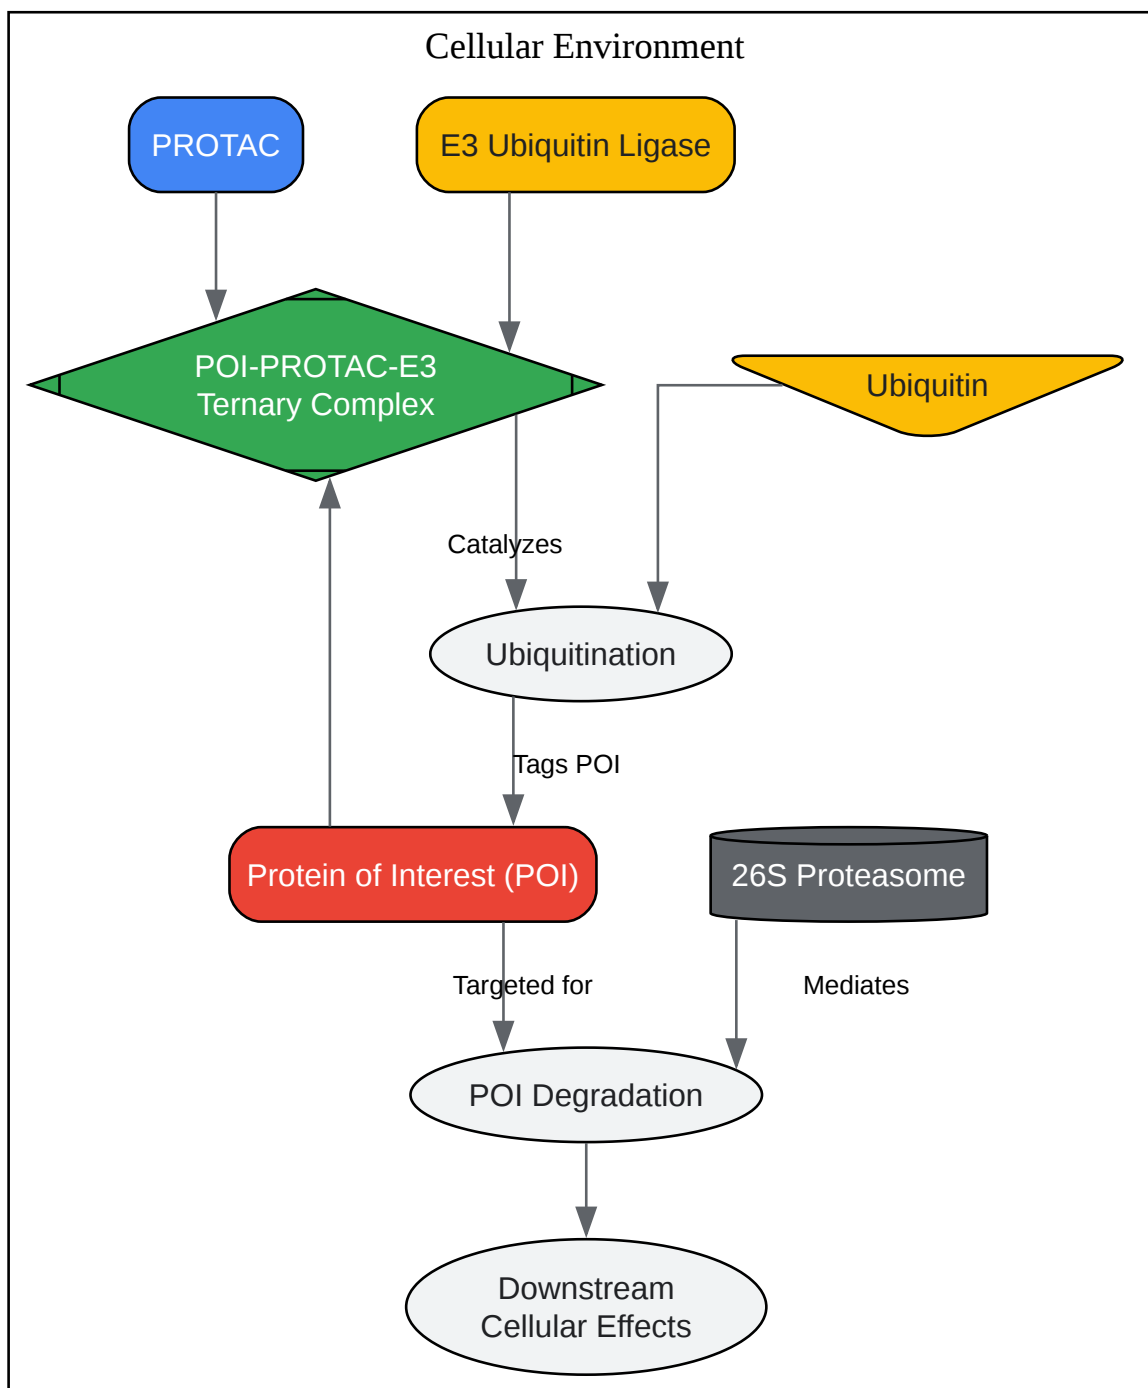 Cellular Environment
PROTAC
E3 Ubiquitin Ligase
POI-PROTAC-E3
Ternary Complex
Ubiquitin
Catalyzes
Ubiquitination
Tags POI
Protein of Interest (POI)
26S Proteasome
Targeted for
Mediates
POI Degradation
Downstream
Cellular Effects